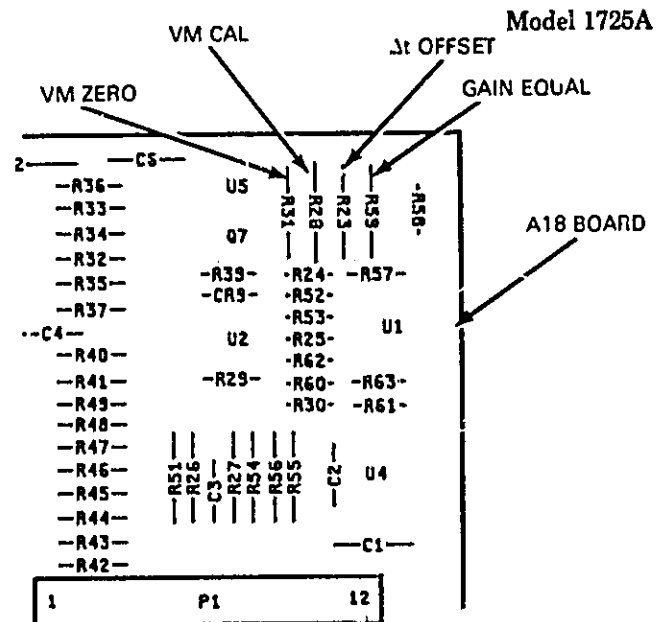 Model 1725A
VM CAL
Δt OFFSET
VM ZERO
GAIN EQUAL
A18 BOARD
2
C5
R36
R33
R34
R32
R35
R37
C4
R40
R41
R49
R48
R47
R46
R45
R44
R43
R42
U5
Q7
R39
CR9
U2
R29
R31
R28
R23
R59
R58
R24
R52
R53
R25
R62
R60
R30
R57
U1
R63
R61
R51
R26
C3
R27
R54
R56
R55
C2
U4
C1
1 P1 12